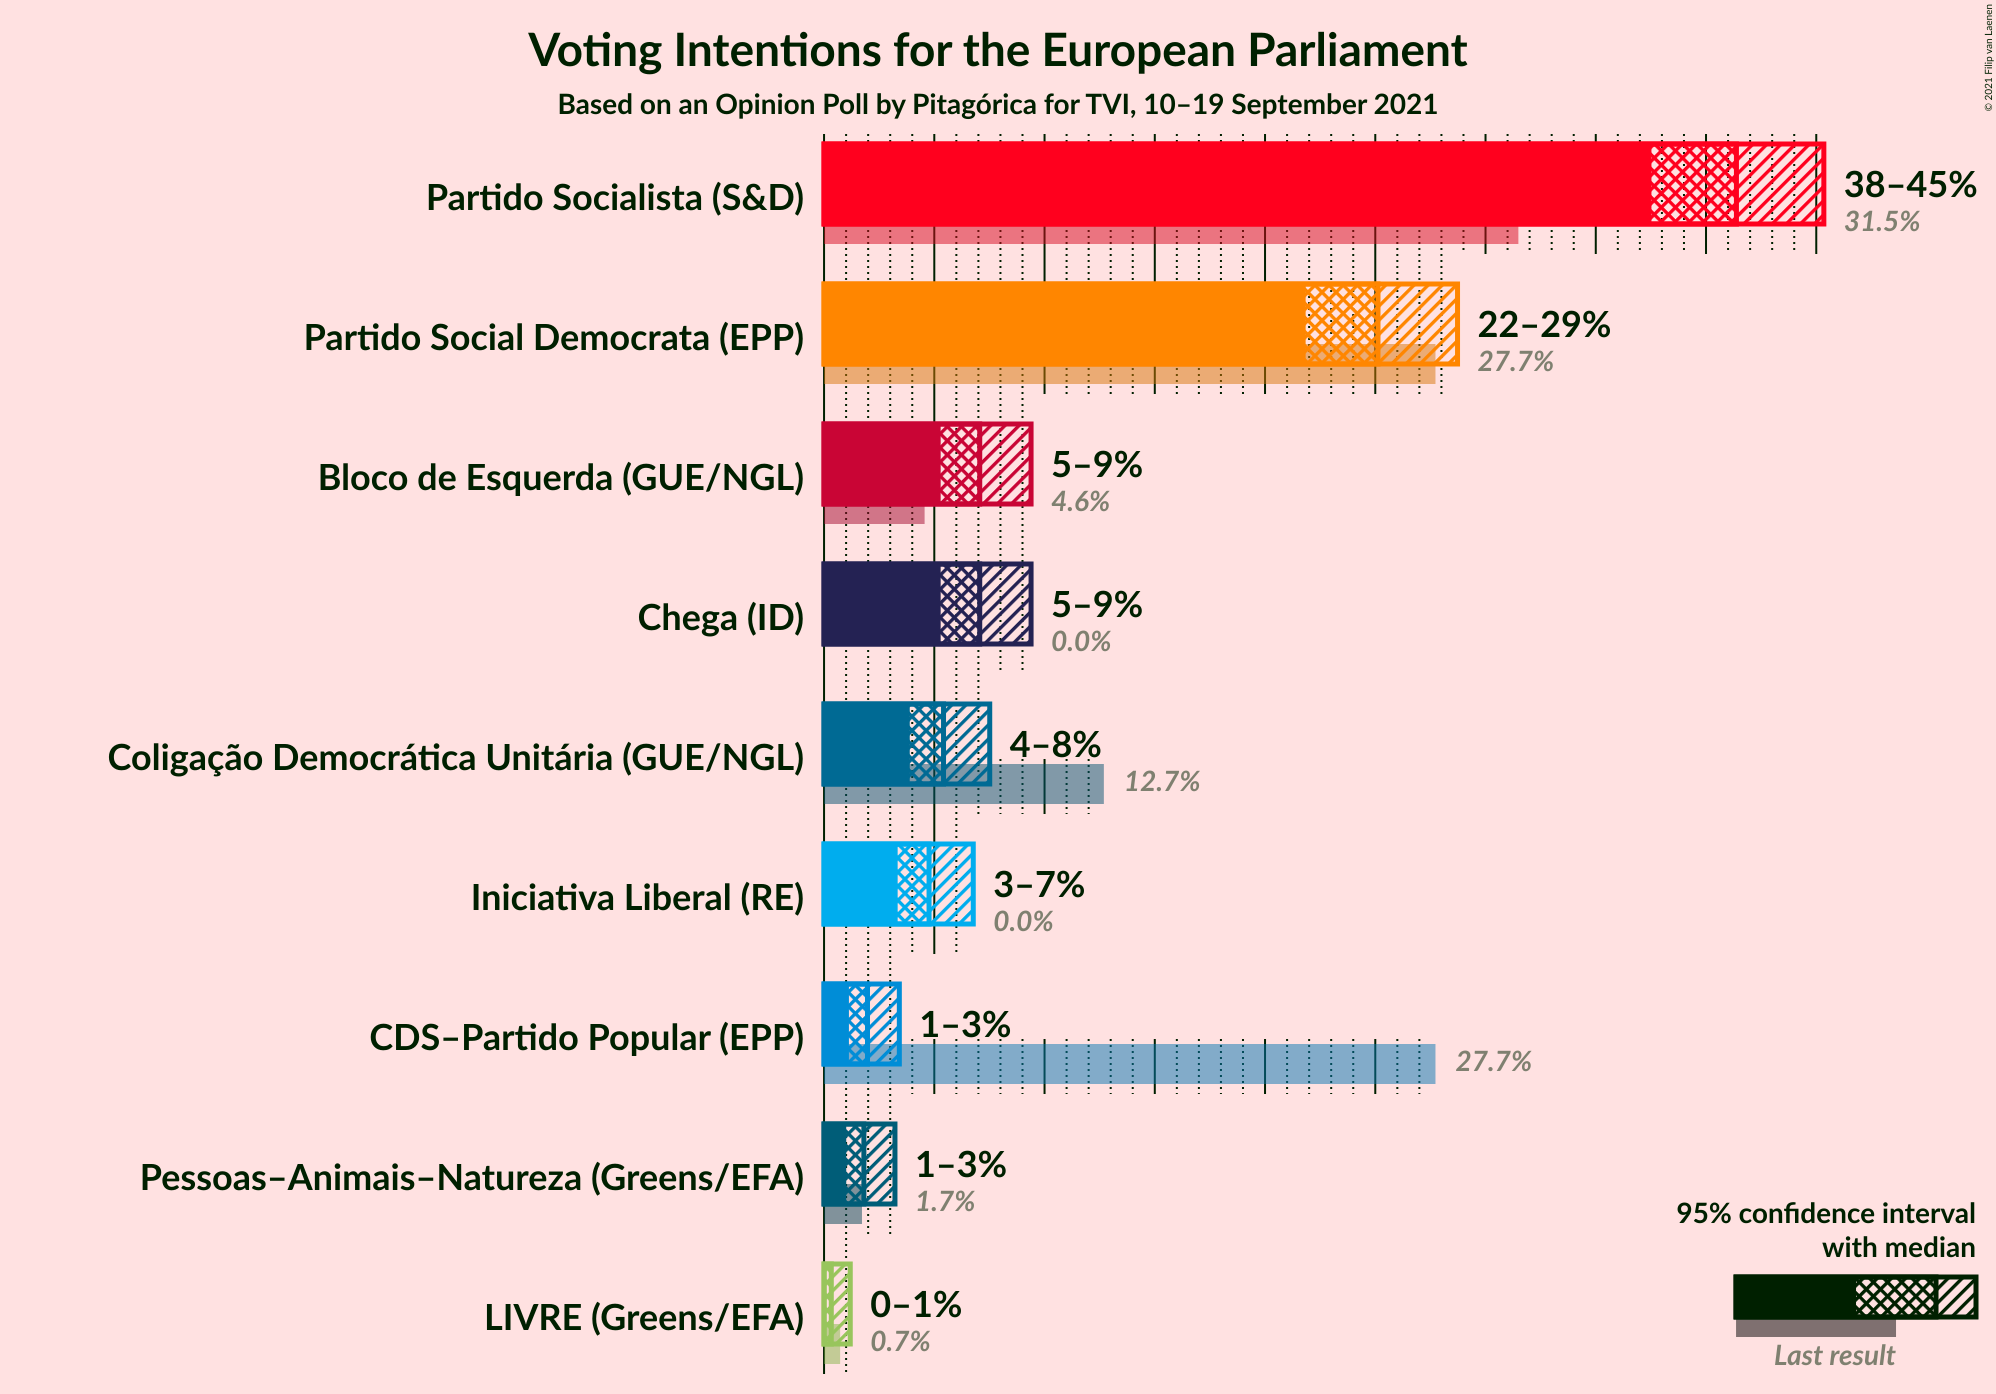 Voting Intentions for the European Parliament
Based on an Opinion Poll by Pitagórica for TVI, 10–19 September 2021
© 2021 Filip van Laenen
Partido Socialista (S&D)
38–45%
31.5%
Partido Social Democrata (EPP)
22–29%
27.7%
Bloco de Esquerda (GUE/NGL)
5–9%
4.6%
Chega (ID)
5–9%
0.0%
Coligação Democrática Unitária (GUE/NGL)
4–8%
12.7%
Iniciativa Liberal (RE)
3–7%
0.0%
CDS–Partido Popular (EPP)
1–3%
27.7%
Pessoas–Animais–Natureza (Greens/EFA)
1–3%
1.7%
LIVRE (Greens/EFA)
0–1%
0.7%
95% confidence interval
with median
Last result